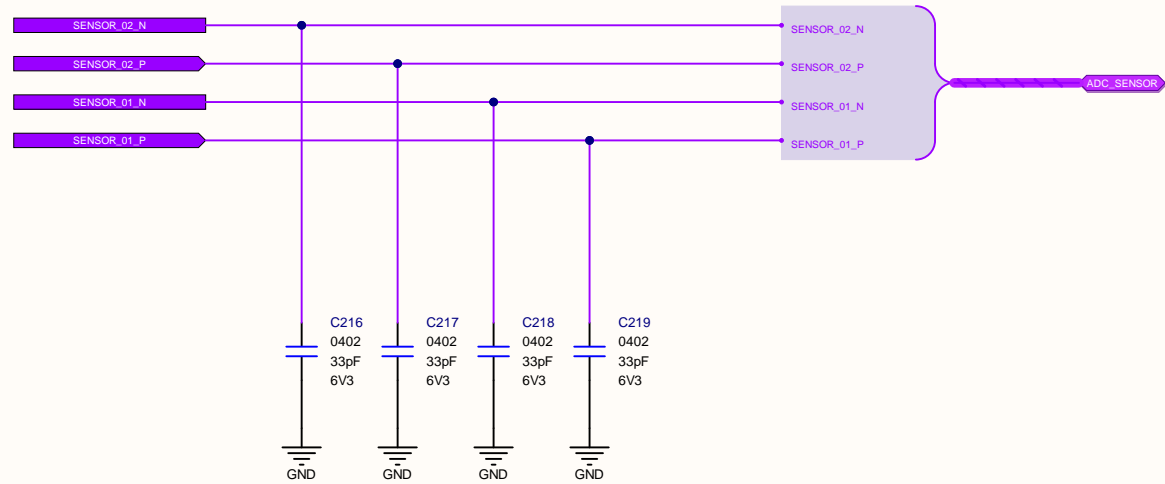 SENSOR_02_N
SENSOR_02_P
SENSOR_01_N
SENSOR_01_P
SENSOR_02_N
SENSOR_02_P
SENSOR_01_N
SENSOR_01_P
ADC_SENSOR
C216
0402
33pF
6V3
GND
C217
0402
33pF
6V3
GND
C218
0402
33pF
6V3
GND
C219
0402
33pF
6V3
GND